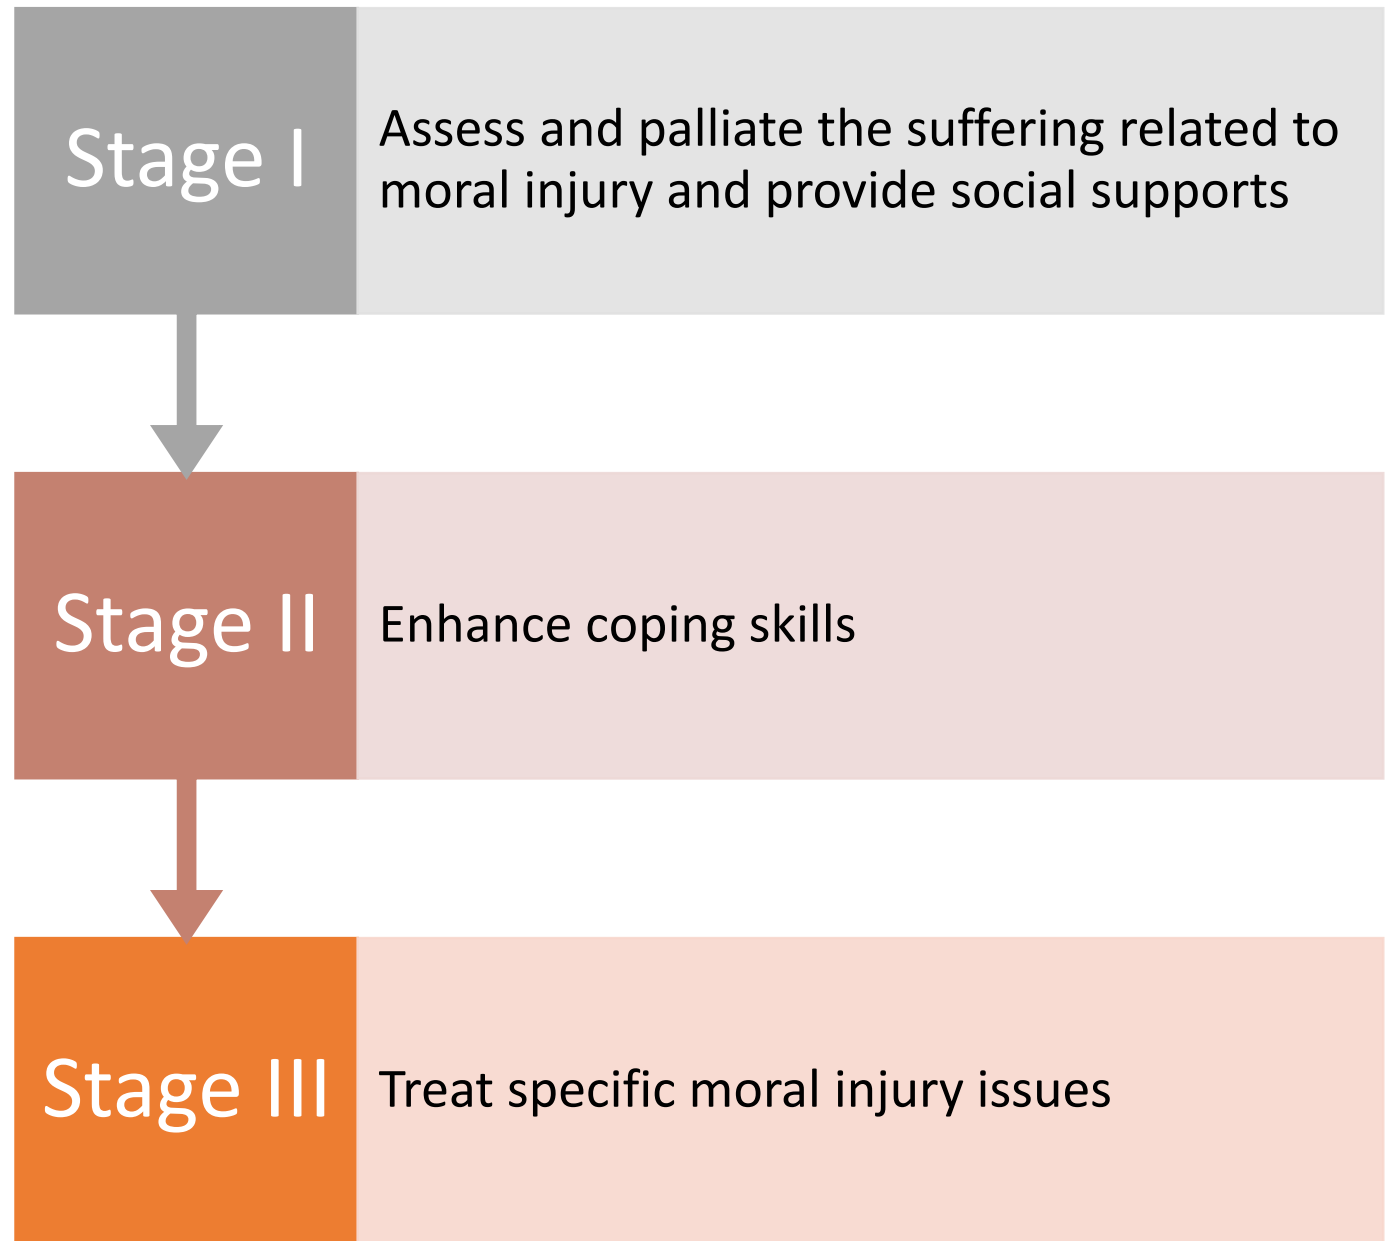 Stage I
Assess and palliate the suffering related to
moral injury and provide social supports
Stage II
Enhance coping skills
Stage III
Treat specific moral injury issues